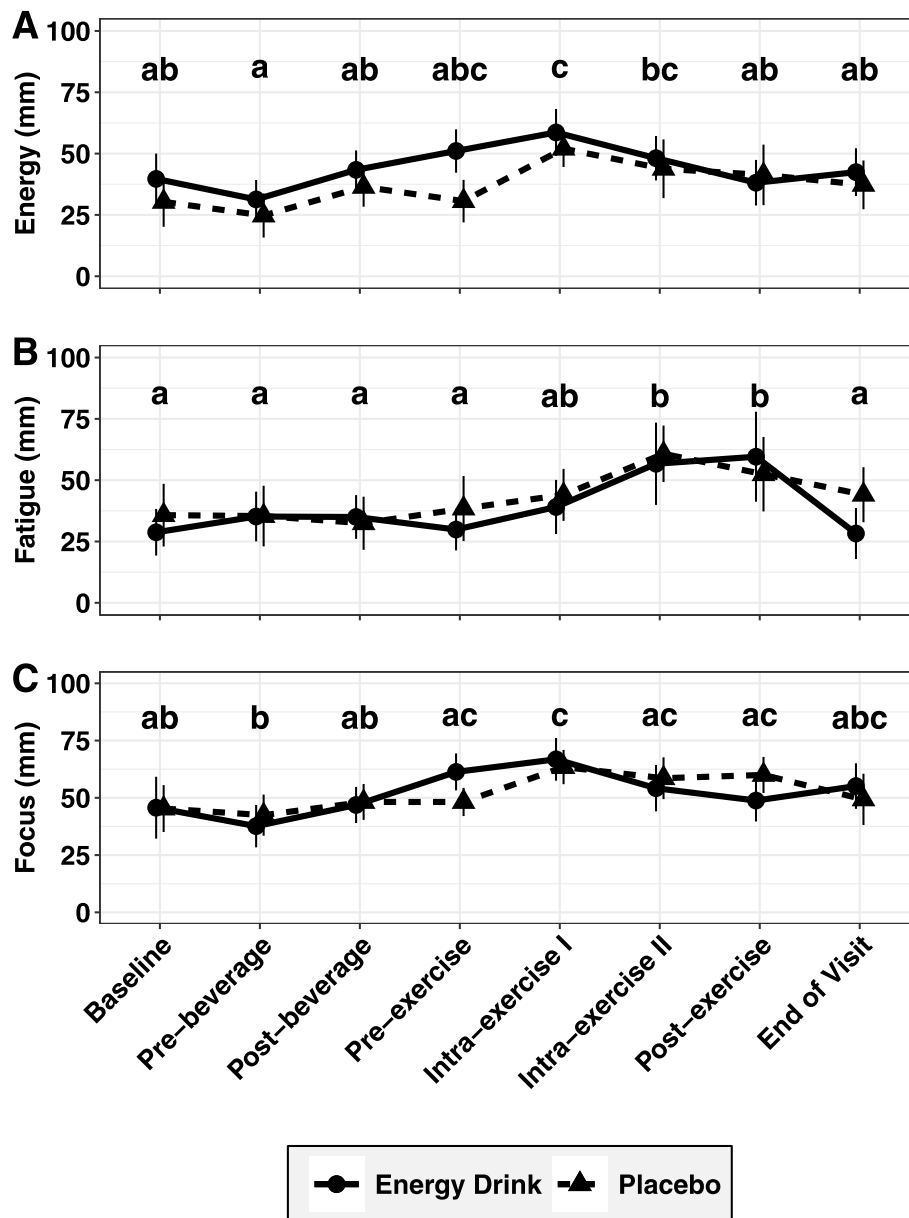 A
100
75
50
25
0
Energy (mm)
ab a ab abc c bc ab ab
B
100
75
50
25
0
Fatigue (mm)
a a a a ab b b a
C
100
75
50
25
0
Focus (mm)
ab b ab ac c ac ac abc
Baseline
Pre−beverage
Post−beverage
Pre−exercise
Intra−exercise I
Intra−exercise II
Post−exercise
End of Visit
Energy Drink Placebo